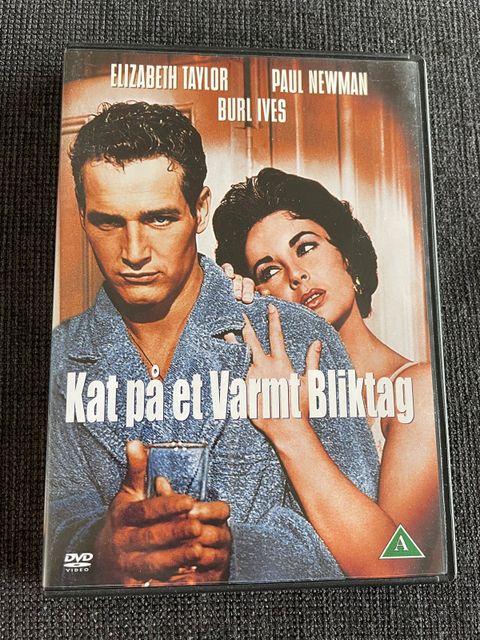 ELIZABETH TAYLOR PAUL NEWMAN
BURL IVES
Kat på et Varmt Bliktag
DVD
VIDEO
A